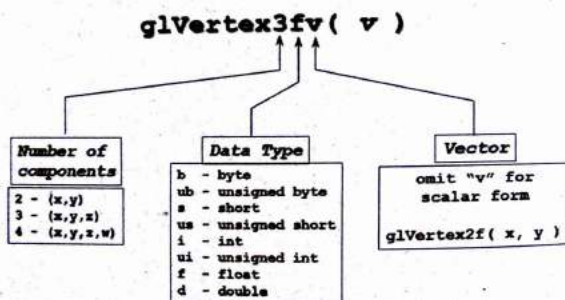 glVertex3fv( v )
Number of
components
2 - (x,y)
3 - (x,y,z)
4 - (x,y,z,w)
Data Type
b - byte
ub - unsigned byte
s - short
us - unsigned short
i - int
ui - unsigned int
f - float
d - double
Vector
omit "v" for
scalar form
glVertex2f( x, y )